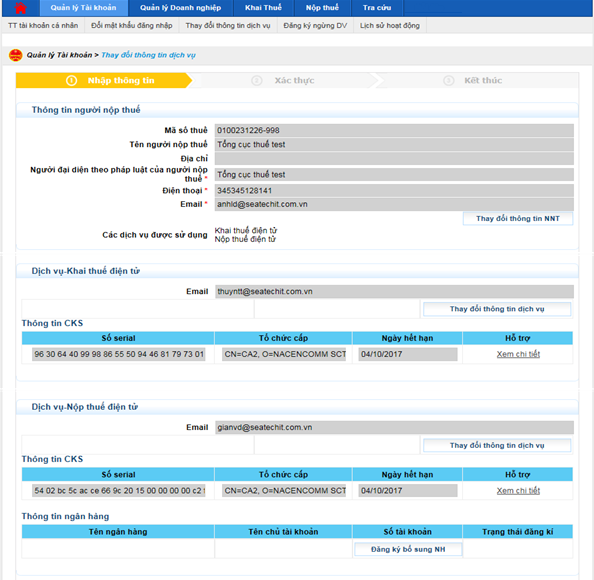 Quản lý Tài khoản Quản lý Doanh nghiệp Khai Thuế Nộp thuế Tra cứu
TT tài khoản cá nhân Đổi mật khẩu đăng nhập Thay đổi thông tin dịch vụ Đăng ký ngừng DV Lịch sử hoạt động
Quản lý Tài khoản > Thay đổi thông tin dịch vụ
1 Nhập thông tin 2 Xác thực 3 Kết thúc
Thông tin người nộp thuế
Mã số thuế 0100231226-998
Tên người nộp thuế Tổng cục thuế test
Địa chỉ
Người đại diện theo pháp luật của người nộp
thuế * Tổng cục thuế test
Điện thoại * 345345128141
Email * anhld@seatechit.com.vn
Thay đổi thông tin NNT
Các dịch vụ được sử dụng Khai thuế điện tử
Nộp thuế điện tử
Dịch vụ-Khai thuế điện tử
Email thuyntt@seatechit.com.vn
Thay đổi thông tin dịch vụ
Thông tin CKS
Số serial Tổ chức cấp Ngày hết hạn Hỗ trợ
96 30 64 40 99 98 86 55 50 94 46 81 79 73 01 CN=CA2, O=NACENCOMM SCT 04/10/2017 Xem chi tiết
Dịch vụ-Nộp thuế điện tử
Email gianvd@seatechit.com.vn
Thay đổi thông tin dịch vụ
Thông tin CKS
Số serial Tổ chức cấp Ngày hết hạn Hỗ trợ
54 02 bc 5c ac ce 66 9c 20 15 00 00 00 00 c2 CN=CA2, O=NACENCOMM SCT 04/10/2017 Xem chi tiết
Thông tin ngân hàng
Tên ngân hàng Tên chủ tài khoản Số tài khoản Trạng thái đăng kí
Đăng ký bổ sung NH